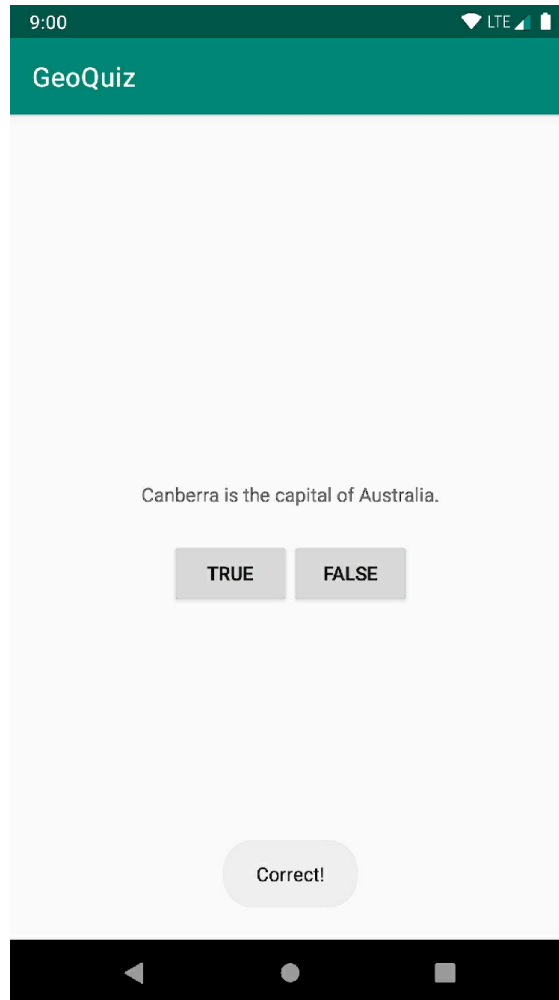 9:00 LTE
GeoQuiz
Canberra is the capital of Australia.
TRUE FALSE
Correct!